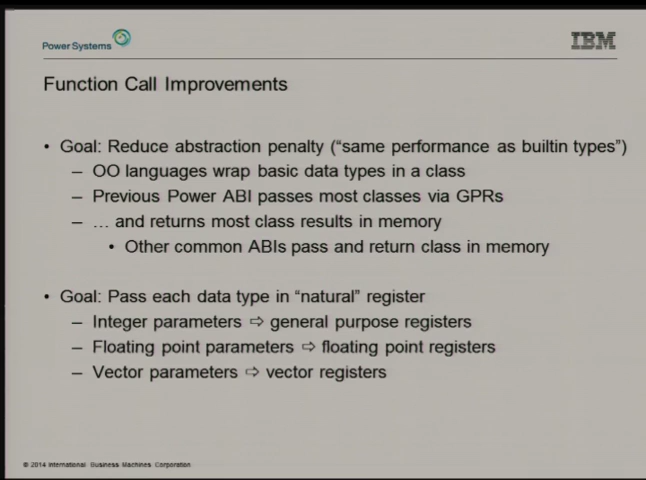 Power Systems
IBM
Function Call Improvements
• Goal: Reduce abstraction penalty (“same performance as builtin types”)
– OO languages wrap basic data types in a class
– Previous Power ABI passes most classes via GPRs
– … and returns most class results in memory
• Other common ABIs pass and return class in memory
• Goal: Pass each data type in “natural” register
– Integer parameters ⇨ general purpose registers
– Floating point parameters ⇨ floating point registers
– Vector parameters ⇨ vector registers
© 2014 International Business Machines Corporation